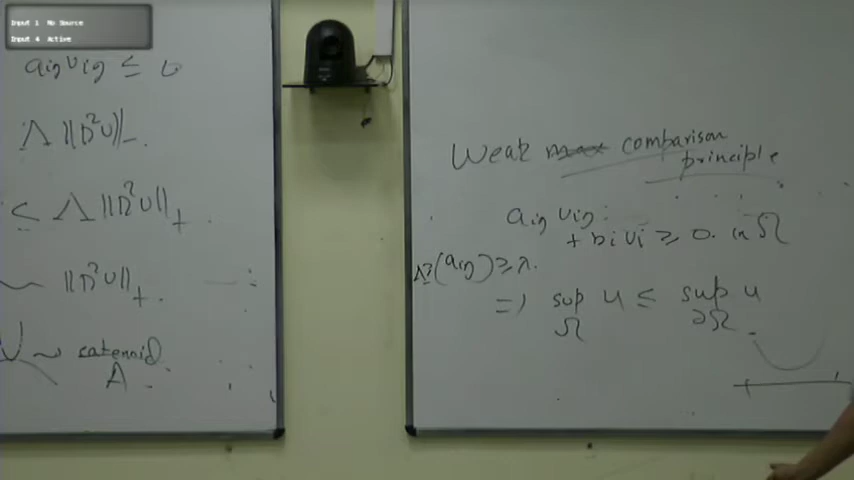 Input 1 No Source
Input 4 Active
aij uij ≤ 0
Λ ||D²u||_.
≤ Λ ||D²u||+
~ ||D²u||+.
U ~ catenoid
A
Weak max comparison
principle
aij uij
+ bi ui ≥ 0. in Ω
Λ ≥ (aij) ≥ λ.
=> sup u ≤ sup u
Ω ∂Ω